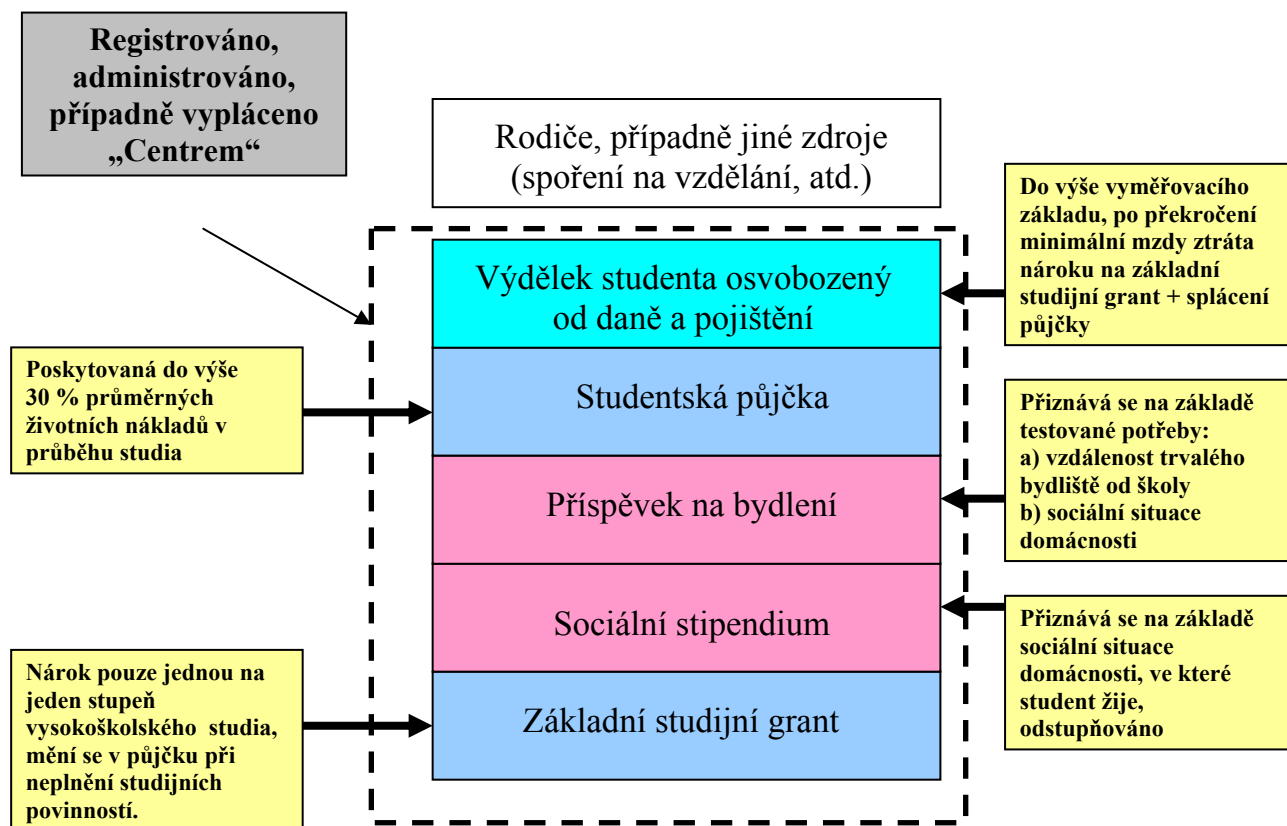 Registrováno,
administrováno,
případně vypláceno
„Centrem“
Rodiče, případně jiné zdroje
(spoření na vzdělání, atd.)
Do výše vyměřovacího
základu, po překročení
minimální mzdy ztráta
nároku na základní
studijní grant + splácení
půjčky
Výdělek studenta osvobozený
od daně a pojištění
Poskytovaná do výše
30 % průměrných
životních nákladů v
průběhu studia
Studentská půjčka
Přiznává se na základě
testované potřeby:
a) vzdálenost trvalého
bydliště od školy
b) sociální situace
domácnosti
Příspěvek na bydlení
Sociální stipendium
Přiznává se na základě
sociální situace
domácnosti, ve které
student žije,
odstupňováno
Nárok pouze jednou na
jeden stupeň
vysokoškolského studia,
mění se v půjčku při
neplnění studijních
povinností.
Základní studijní grant